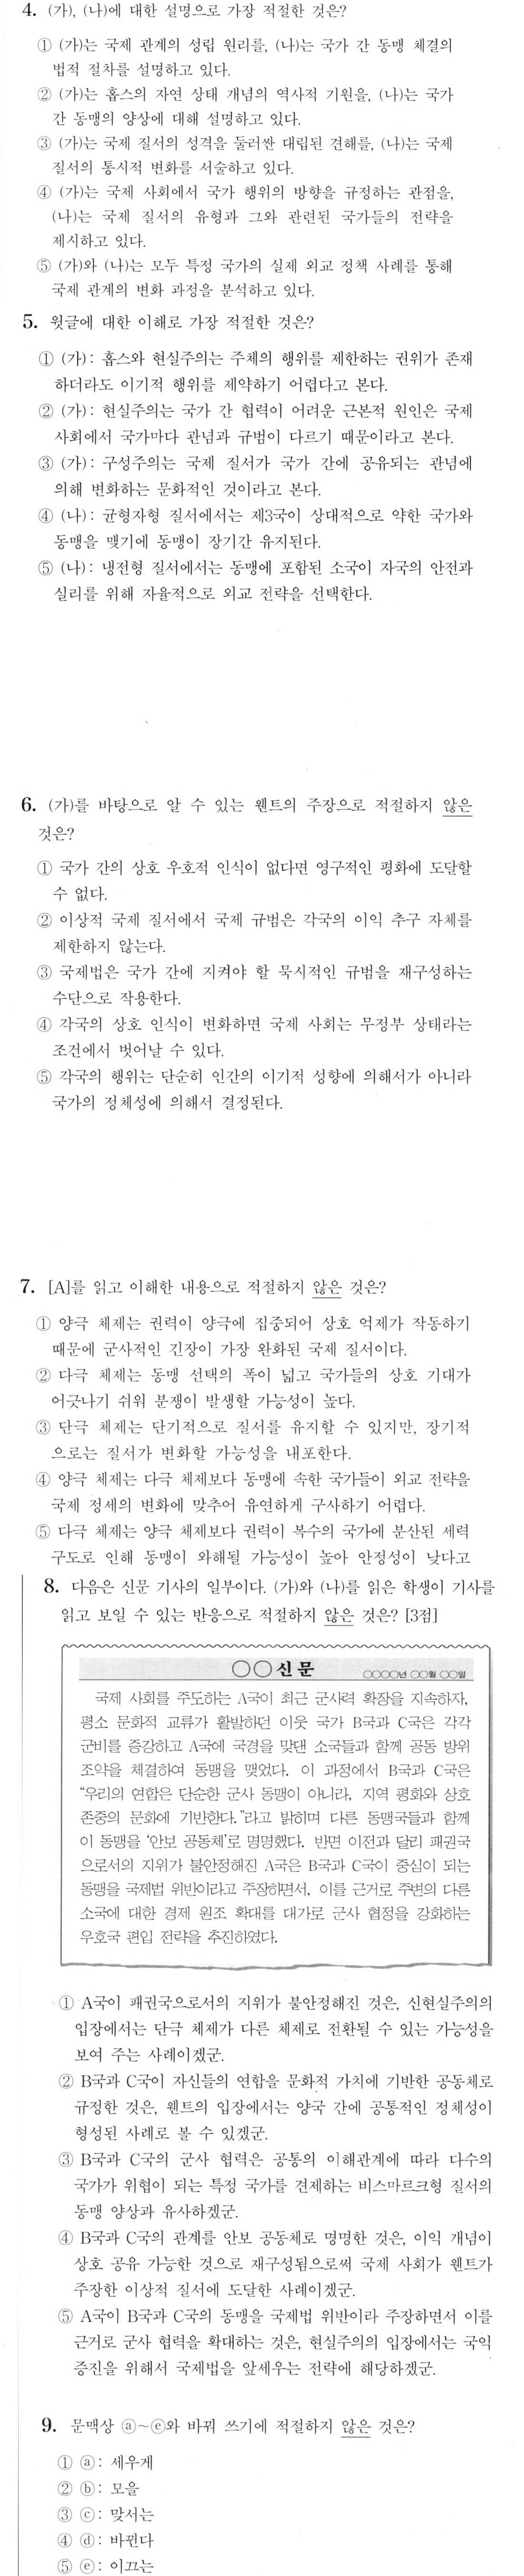 4. (가), (나)에 대한 설명으로 가장 적절한 것은?
① (가)는 국제 관계의 성립 원리를, (나)는 국가 간 동맹 체결의
법적 절차를 설명하고 있다.
② (가)는 홉스의 자연 상태 개념의 역사적 기원을, (나)는 국가
간 동맹의 양상에 대해 설명하고 있다.
③ (가)는 국제 질서의 성격을 둘러싼 대립된 견해를, (나)는 국제
질서의 통시적 변화를 서술하고 있다.
④ (가)는 국제 사회에서 국가 행위의 방향을 규정하는 관점을,
(나)는 국제 질서의 유형과 그와 관련된 국가들의 전략을
제시하고 있다.
⑤ (가)와 (나)는 모두 특정 국가의 실제 외교 정책 사례를 통해
국제 관계의 변화 과정을 분석하고 있다.
5. 윗글에 대한 이해로 가장 적절한 것은?
① (가): 홉스와 현실주의는 주체의 행위를 제한하는 권위가 존재
하더라도 이기적 행위를 제약하기 어렵다고 본다.
② (가): 현실주의는 국가 간 협력이 어려운 근본적 원인은 국제
사회에서 국가마다 관념과 규범이 다르기 때문이라고 본다.
③ (가): 구성주의는 국제 질서가 국가 간에 공유되는 관념에
의해 변화하는 문화적인 것이라고 본다.
④ (나): 균형자형 질서에서는 제3국이 상대적으로 약한 국가와
동맹을 맺기에 동맹이 장기간 유지된다.
⑤ (나): 냉전형 질서에서는 동맹에 포함된 소국이 자국의 안전과
실리를 위해 자율적으로 외교 전략을 선택한다.
6. (가)를 바탕으로 알 수 있는 웬트의 주장으로 적절하지 않은
것은?
① 국가 간의 상호 우호적 인식이 없다면 영구적인 평화에 도달할
수 없다.
② 이상적 국제 질서에서 국제 규범은 각국의 이익 추구 자체를
제한하지 않는다.
③ 국제법은 국가 간에 지켜야 할 묵시적인 규범을 재구성하는
수단으로 작용한다.
④ 각국의 상호 인식이 변화하면 국제 사회는 무정부 상태라는
조건에서 벗어날 수 있다.
⑤ 각국의 행위는 단순히 인간의 이기적 성향에 의해서가 아니라
국가의 정체성에 의해서 결정된다.
7. [A]를 읽고 이해한 내용으로 적절하지 않은 것은?
① 양극 체제는 권력이 양극에 집중되어 상호 억제가 작동하기
때문에 군사적인 긴장이 가장 완화된 국제 질서이다.
② 다극 체제는 동맹 선택의 폭이 넓고 국가들의 상호 기대가
어긋나기 쉬워 분쟁이 발생할 가능성이 높다.
③ 단극 체제는 단기적으로 질서를 유지할 수 있지만, 장기적
으로는 질서가 변화할 가능성을 내포한다.
④ 양극 체제는 다극 체제보다 동맹에 속한 국가들이 외교 전략을
국제 정세의 변화에 맞추어 유연하게 구사하기 어렵다.
⑤ 다극 체제는 양극 체제보다 권력이 복수의 국가에 분산된 세력
구도로 인해 동맹이 와해될 가능성이 높아 안정성이 낮다고
8. 다음은 신문 기사의 일부이다. (가)와 (나)를 읽은 학생이 기사를
읽고 보일 수 있는 반응으로 적절하지 않은 것은? [3점]
○○신문 ○○○○년 ○○월 ○○일
국제 사회를 주도하는 A국이 최근 군사력 확장을 지속하자,
평소 문화적 교류가 활발하던 이웃 국가 B국과 C국은 각각
군비를 증강하고 A국에 국경을 맞댄 소국들과 함께 공동 방위
조약을 체결하여 동맹을 맺었다. 이 과정에서 B국과 C국은
“우리의 연합은 단순한 군사 동맹이 아니라, 지역 평화와 상호
존중의 문화에 기반한다.”라고 밝히며 다른 동맹국들과 함께
이 동맹을 ‘안보 공동체’로 명명했다. 반면 이전과 달리 패권국
으로서의 지위가 불안정해진 A국은 B국과 C국이 중심이 되는
동맹을 국제법 위반이라고 주장하면서, 이를 근거로 주변의 다른
소국에 대한 경제 원조 확대를 대가로 군사 협정을 강화하는
우호국 편입 전략을 추진하였다.
① A국이 패권국으로서의 지위가 불안정해진 것은, 신현실주의의
입장에서는 단극 체제가 다른 체제로 전환될 수 있는 가능성을
보여 주는 사례이겠군.
② B국과 C국이 자신들의 연합을 문화적 가치에 기반한 공동체로
규정한 것은, 웬트의 입장에서는 양국 간에 공통적인 정체성이
형성된 사례로 볼 수 있겠군.
③ B국과 C국의 군사 협력은 공통의 이해관계에 따라 다수의
국가가 위협이 되는 특정 국가를 견제하는 비스마르크형 질서의
동맹 양상과 유사하겠군.
④ B국과 C국의 관계를 안보 공동체로 명명한 것은, 이익 개념이
상호 공유 가능한 것으로 재구성됨으로써 국제 사회가 웬트가
주장한 이상적 질서에 도달한 사례이겠군.
⑤ A국이 B국과 C국의 동맹을 국제법 위반이라 주장하면서 이를
근거로 군사 협력을 확대하는 것은, 현실주의의 입장에서는 국익
증진을 위해서 국제법을 앞세우는 전략에 해당하겠군.
9. 문맥상 ⓐ~ⓔ와 바꿔 쓰기에 적절하지 않은 것은?
① ⓐ: 세우게
② ⓑ: 모을
③ ⓒ: 맞서는
④ ⓓ: 바뀐다
⑤ ⓔ: 이끄는